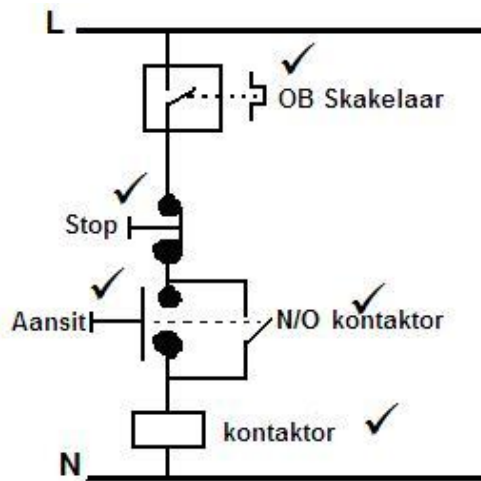 L
OB Skakelaar
Stop
Aansit
N/O kontaktor
kontaktor
N